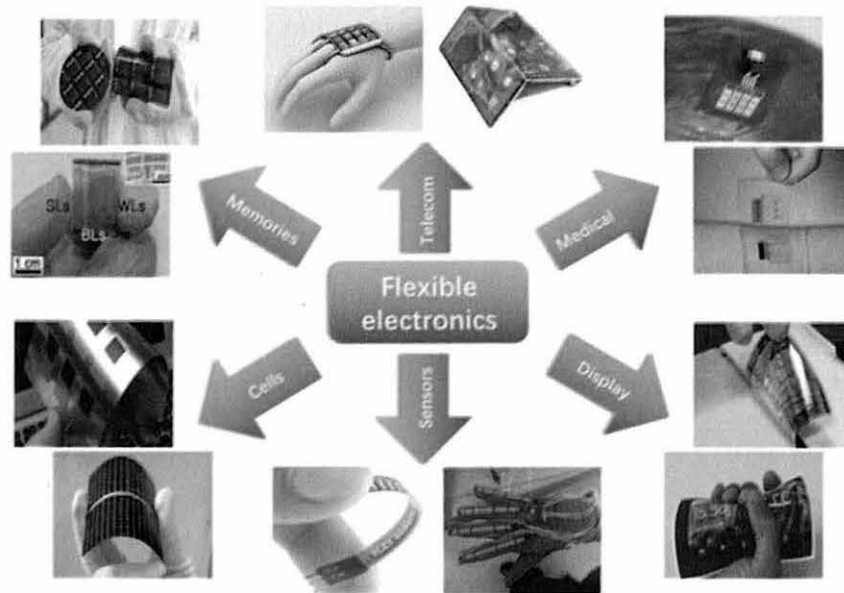 Memories
Telecom
Medical
SLs
WLs
BLs
1 cm
Flexible
electronics
Cells
Sensors
Display